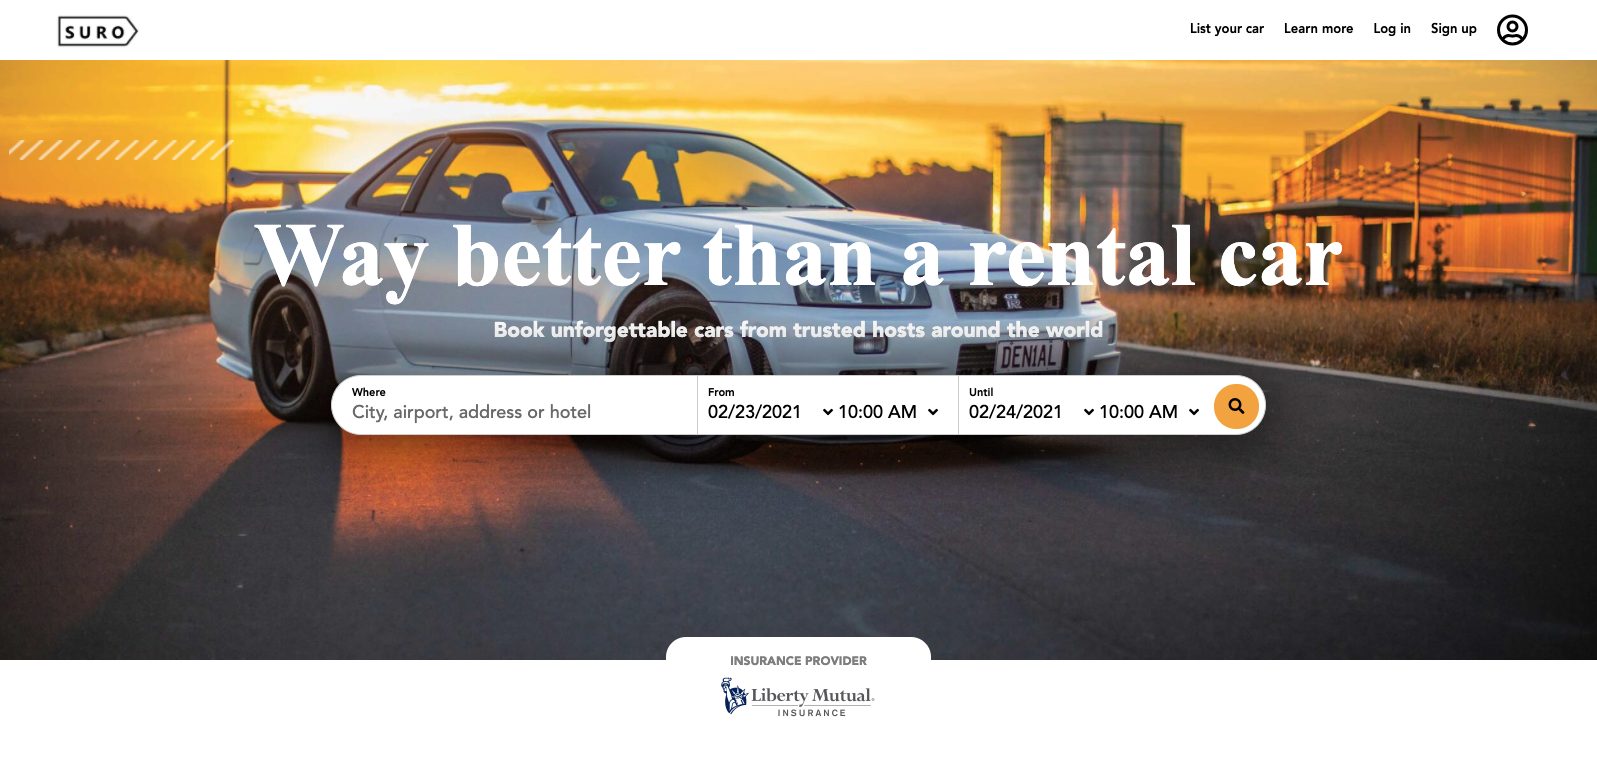 SURO
List your car Learn more Log in Sign up
Way better than a rental car
Book unforgettable cars from trusted hosts around the world
DEN1AL
Where From Until
City, airport, address or hotel 02/23/2021 10:00 AM 02/24/2021 10:00 AM
INSURANCE PROVIDER
Liberty Mutual
INSURANCE